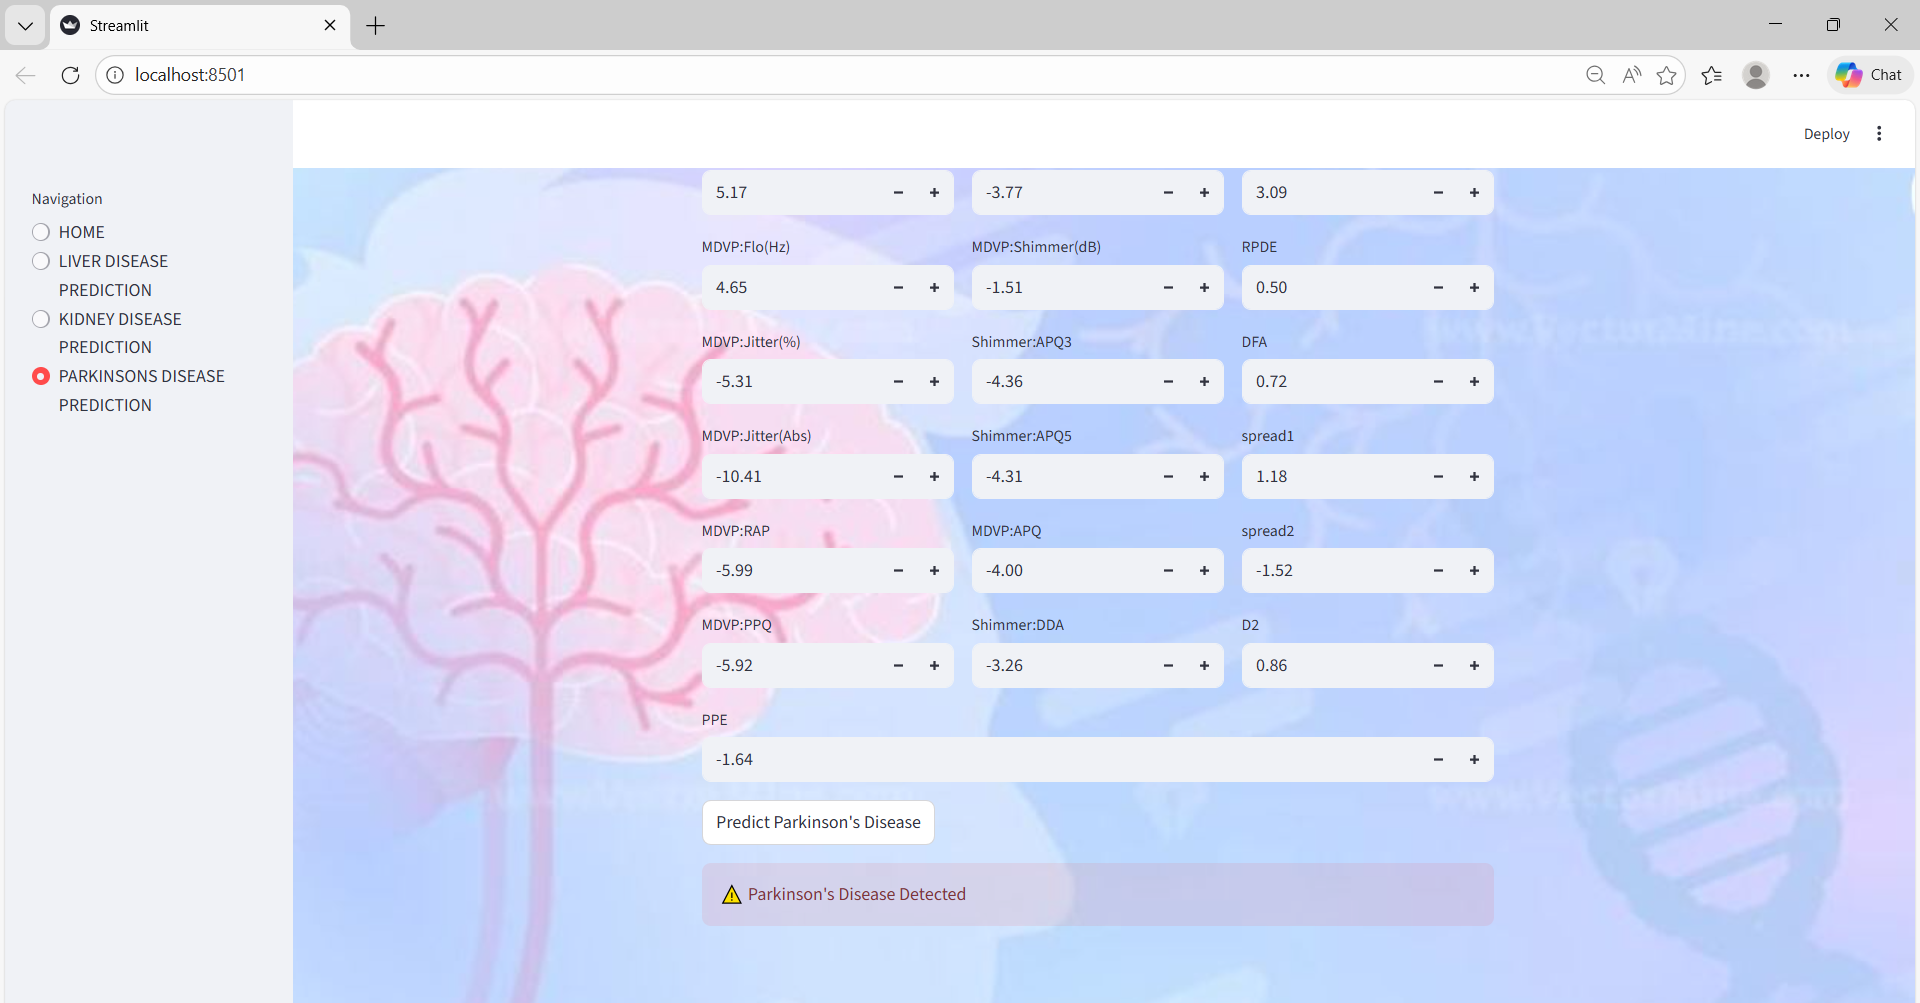 Streamlit
localhost:8501
Chat
Deploy
Navigation
HOME
LIVER DISEASE
PREDICTION
KIDNEY DISEASE
PREDICTION
PARKINSONS DISEASE
PREDICTION
5.17 - + -3.77 - + 3.09 - +
MDVP:Flo(Hz) MDVP:Shimmer(dB) RPDE
4.65 - + -1.51 - + 0.50 - +
MDVP:Jitter(%) Shimmer:APQ3 DFA
-5.31 - + -4.36 - + 0.72 - +
MDVP:Jitter(Abs) Shimmer:APQ5 spread1
-10.41 - + -4.31 - + 1.18 - +
MDVP:RAP MDVP:APQ spread2
-5.99 - + -4.00 - + -1.52 - +
MDVP:PPQ Shimmer:DDA D2
-5.92 - + -3.26 - + 0.86 - +
PPE
-1.64 - +
Predict Parkinson's Disease
Parkinson's Disease Detected
www.VectorMine.com